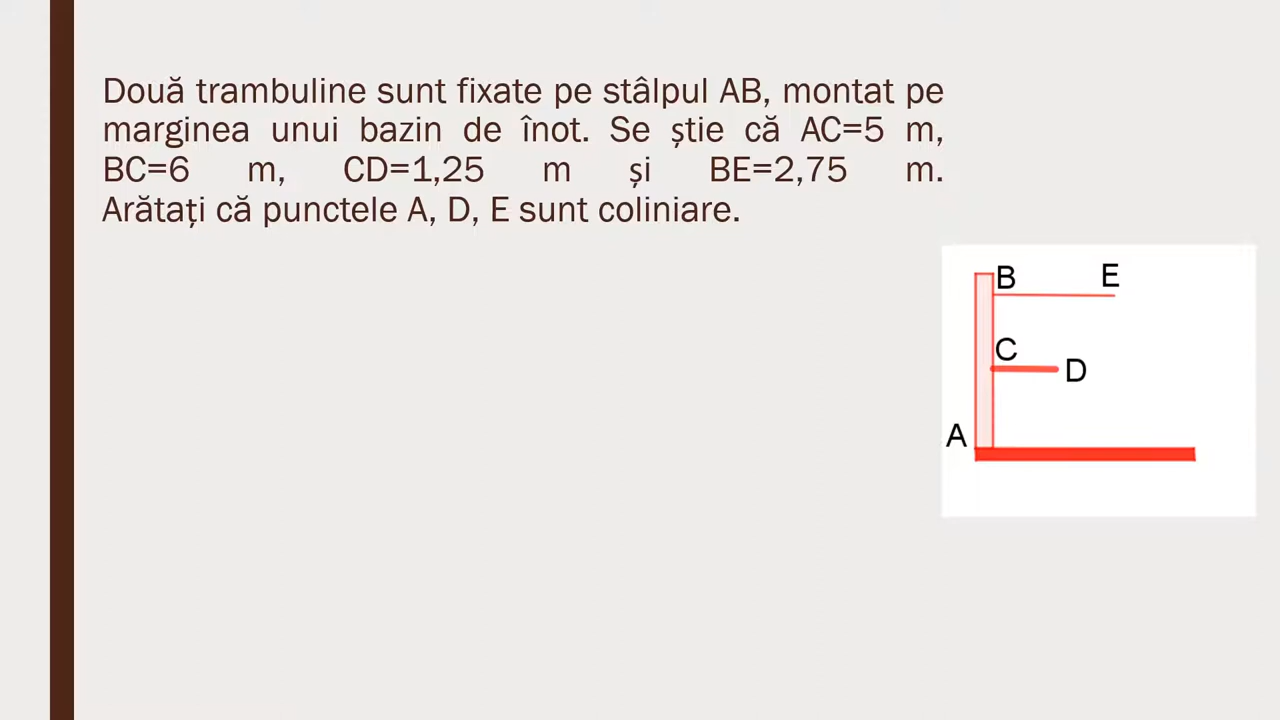 Două trambuline sunt fixate pe stâlpul AB, montat pe
marginea unui bazin de înot. Se știe că AC=5 m,
BC=6 m, CD=1,25 m și BE=2,75 m.
Arătați că punctele A, D, E sunt coliniare.
B E
C
D
A